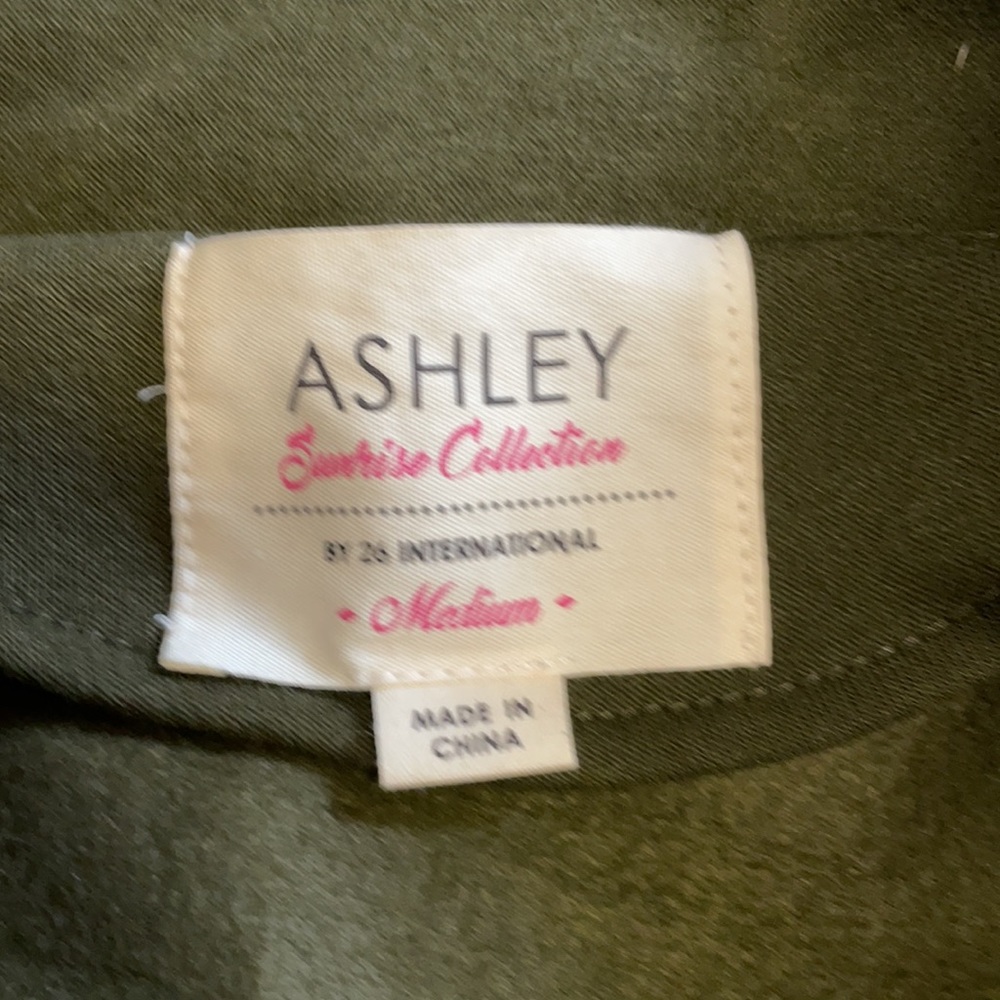 ASHLEY
Sunrise Collection
BY 26 INTERNATIONAL
Medium
MADE IN
CHINA